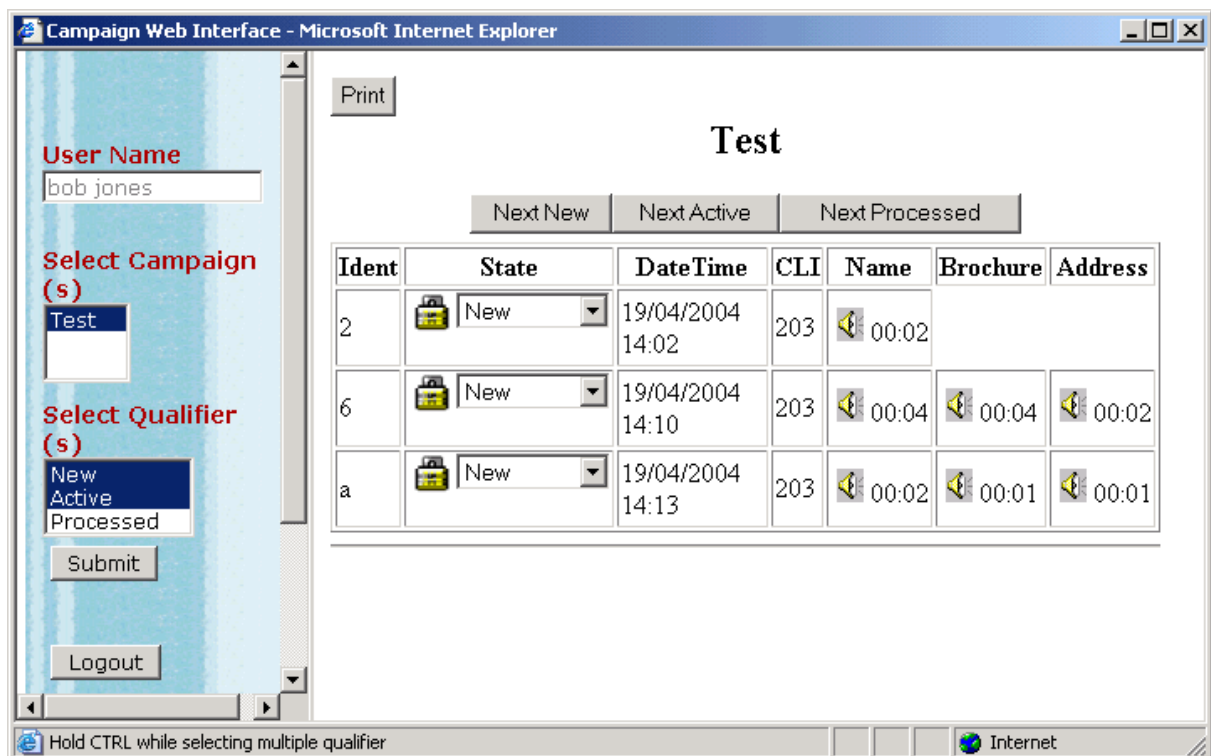 Campaign Web Interface - Microsoft Internet Explorer
User Name
bob jones
Select Campaign
(s)
Test
Select Qualifier
(s)
New
Active
Processed
Submit
Logout
Print
Test
Next New Next Active Next Processed
Ident State DateTime CLI Name Brochure Address
2 New 19/04/2004 203 00:02
14:02
6 New 19/04/2004 203 00:04 00:04 00:02
14:10
a New 19/04/2004 203 00:02 00:01 00:01
14:13
Hold CTRL while selecting multiple qualifier Internet